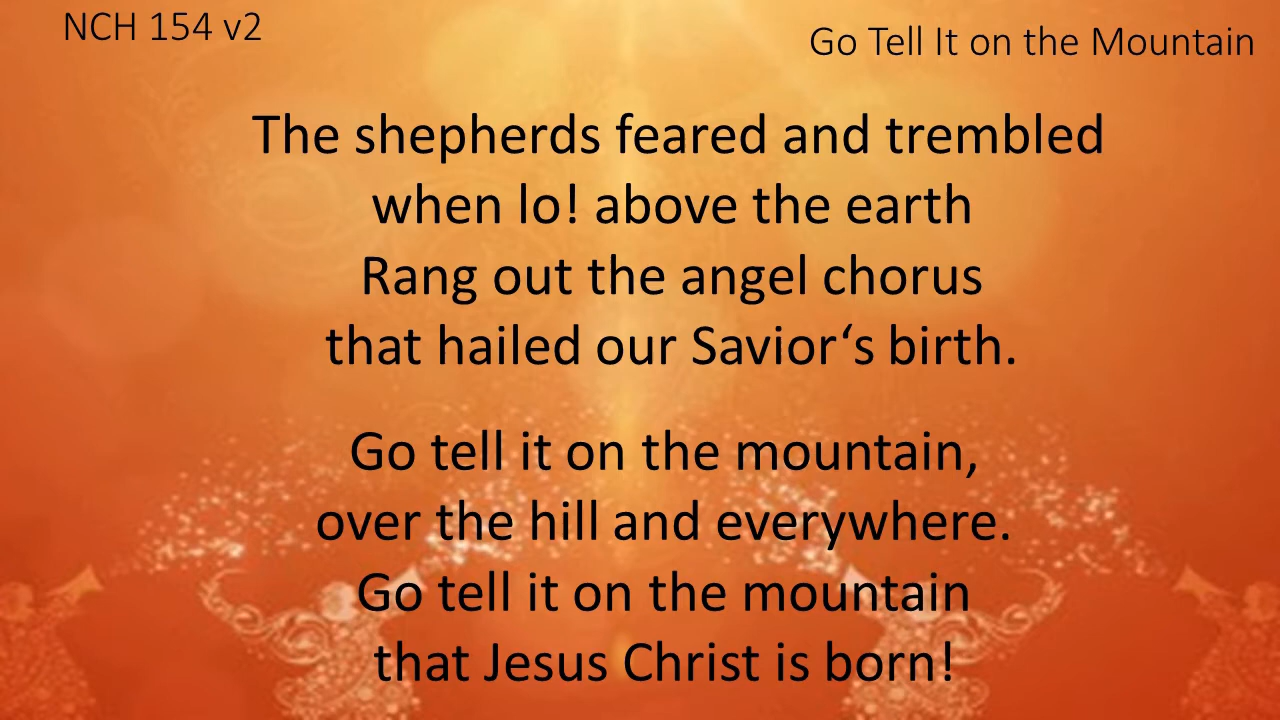 NCH 154 v2
Go Tell It on the Mountain
The shepherds feared and trembled
when lo! above the earth
Rang out the angel chorus
that hailed our Savior‘s birth.
Go tell it on the mountain,
over the hill and everywhere.
Go tell it on the mountain
that Jesus Christ is born!